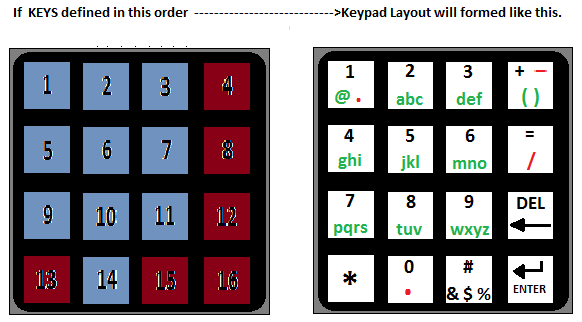 If KEYS defined in this order ---------------------------->Keypad Layout will formed like this.
1 2 3 4
5 6 7 8
9 10 11 12
13 14 15 16
1 2 3 + −
@ . abc def ( )
4 5 6 =
ghi jkl mno /
7 8 9 DEL
pqrs tuv wxyz
* 0 #
. & $ % ENTER